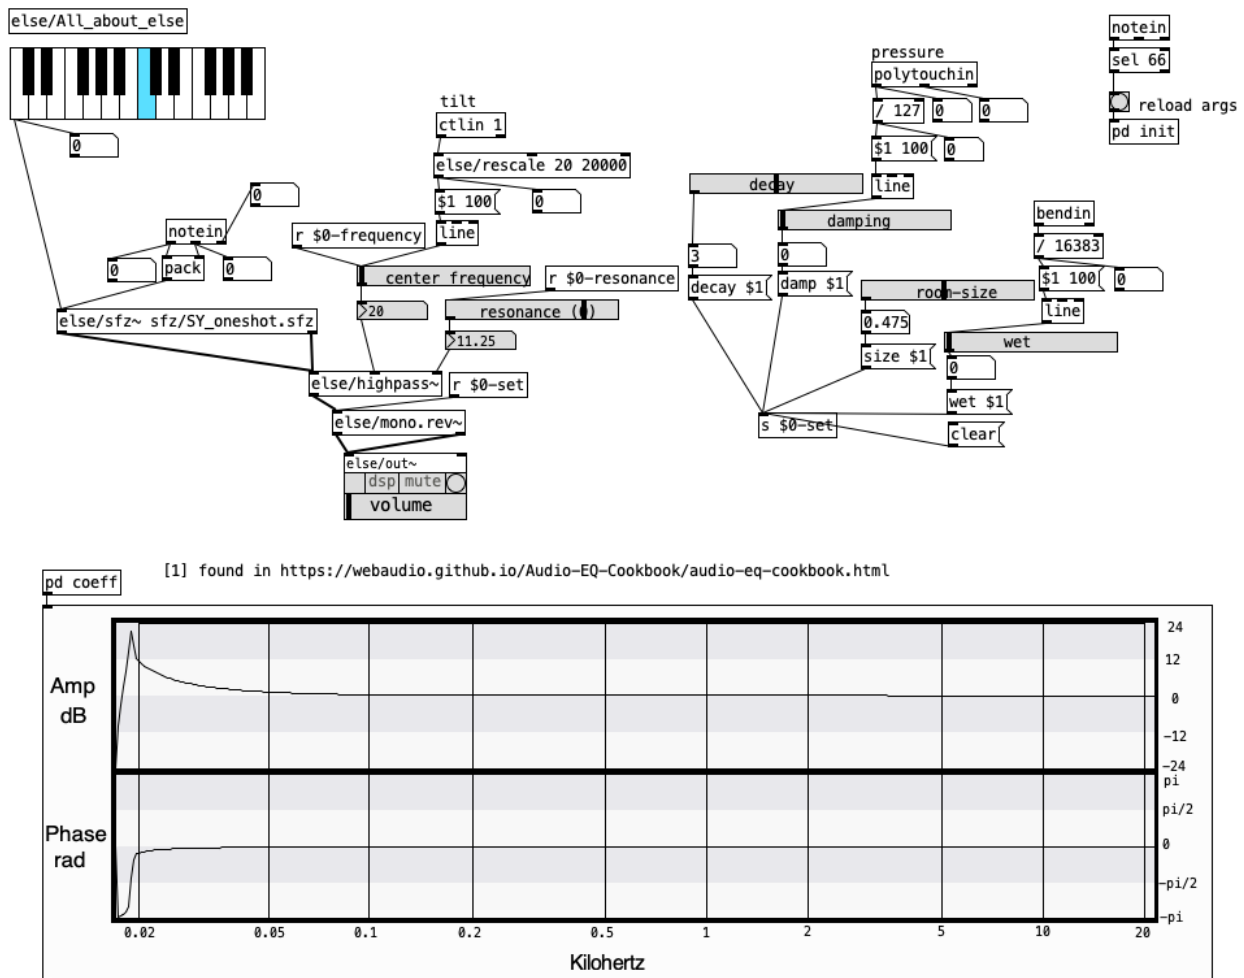 else/All_about_else
0
0
notein
0
pack
0
else/sfz~ sfz/SY_oneshot.sfz
tilt
ctlin 1
else/rescale 20 20000
$1 100
0
line
r $0-frequency
center frequency
>20
r $0-resonance
resonance (Q)
>11.25
else/highpass~
r $0-set
else/mono.rev~
else/out~
dsp
mute
volume
pressure
polytouchin
/ 127
0
0
$1 100
0
line
decay
damping
3
0
decay $1
damp $1
room-size
0.475
size $1
bendin
/ 16383
$1 100
0
line
wet
0
wet $1
s $0-set
clear
notein
sel 66
reload args
pd init
pd coeff
[1] found in https://webaudio.github.io/Audio-EQ-Cookbook/audio-eq-cookbook.html
Amp
dB
24
12
0
-12
-24
Phase
rad
pi
pi/2
0
-pi/2
-pi
0.02 0.05 0.1 0.2 0.5 1 2 5 10 20
Kilohertz